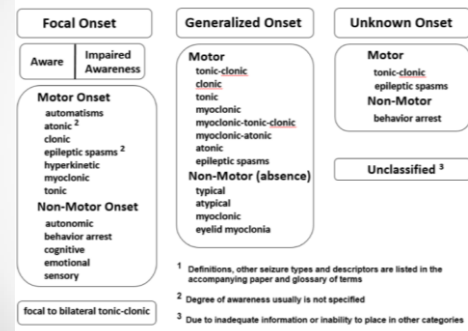 Focal Onset
Aware
Impaired
Awareness
Motor Onset
automatisms
atonic 2
clonic
epileptic spasms 2
hyperkinetic
myoclonic
tonic
Non-Motor Onset
autonomic
behavior arrest
cognitive
emotional
sensory
focal to bilateral tonic-clonic
Generalized Onset
Motor
tonic-clonic
clonic
tonic
myoclonic
myoclonic-tonic-clonic
myoclonic-atonic
atonic
epileptic spasms
Non-Motor (absence)
typical
atypical
myoclonic
eyelid myoclonia
Unknown Onset
Motor
tonic-clonic
epileptic spasms
Non-Motor
behavior arrest
Unclassified 3
1 Definitions, other seizure types and descriptors are listed in the
accompanying paper and glossary of terms
2 Degree of awareness usually is not specified
3 Due to inadequate information or inability to place in other categories